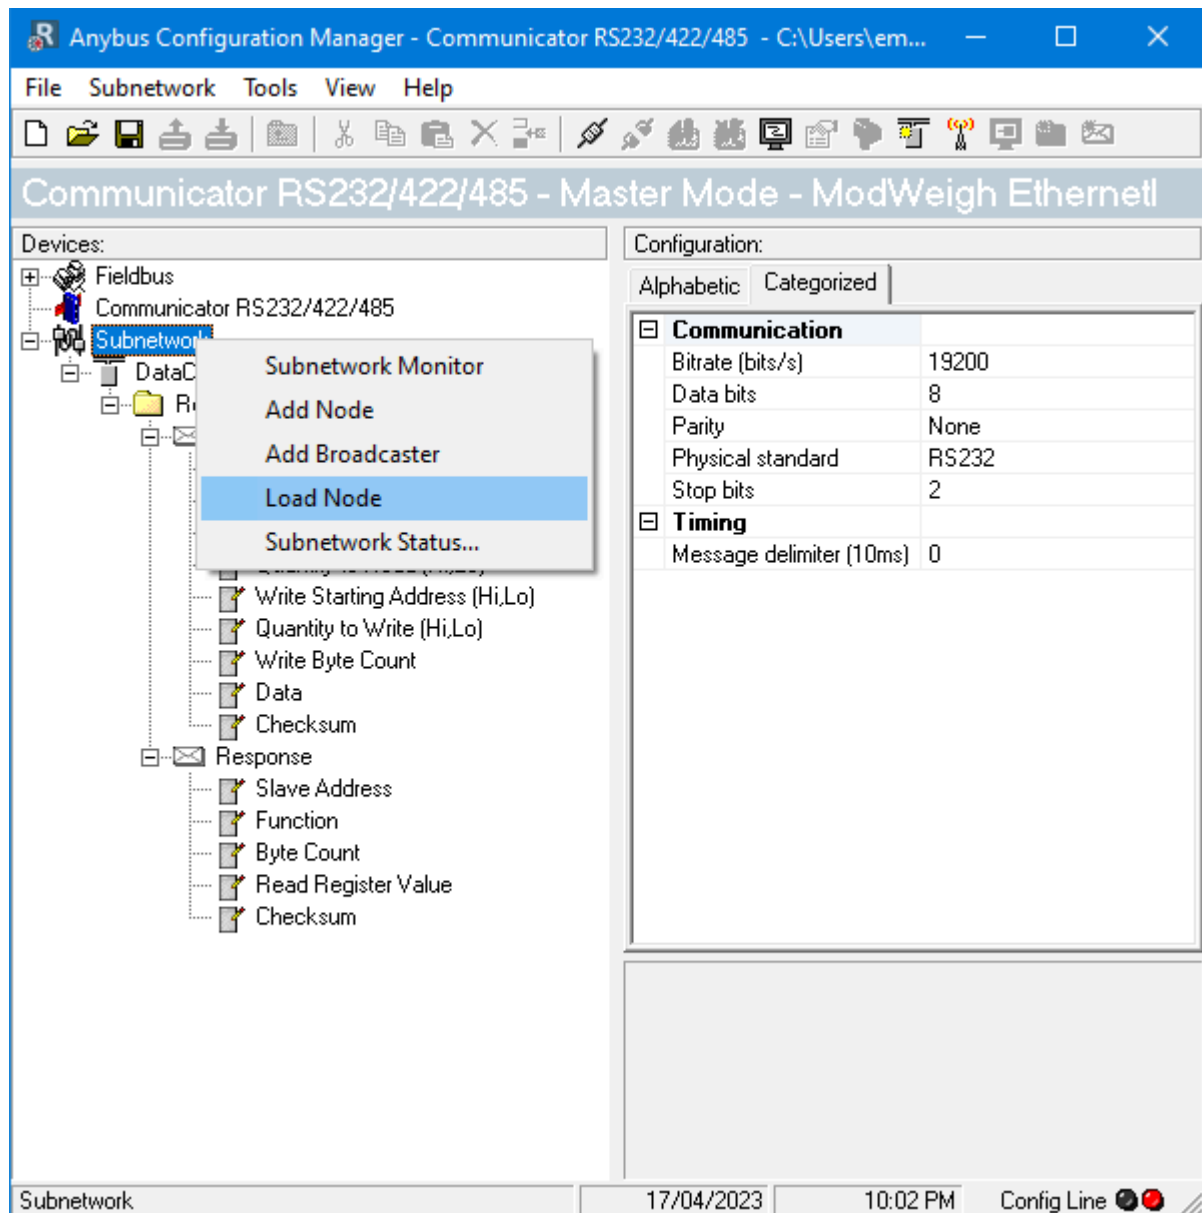 Anybus Configuration Manager - Communicator RS232/422/485 - C:\Users\em...
File Subnetwork Tools View Help
Communicator RS232/422/485 - Master Mode - ModWeigh EthernetI
Devices:
Fieldbus
Communicator RS232/422/485
Subnetwork
DataC
R
Subnetwork Monitor
Add Node
Add Broadcaster
Load Node
Subnetwork Status...
Write Starting Address (Hi,Lo)
Quantity to Write (Hi,Lo)
Write Byte Count
Data
Checksum
Response
Slave Address
Function
Byte Count
Read Register Value
Checksum
Configuration:
Alphabetic Categorized
Communication
Bitrate (bits/s) 19200
Data bits 8
Parity None
Physical standard RS232
Stop bits 2
Timing
Message delimiter (10ms) 0
Subnetwork 17/04/2023 10:02 PM Config Line